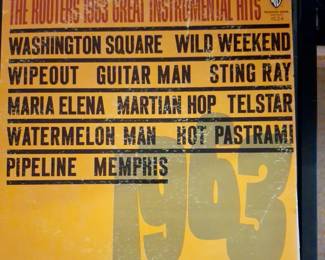 THE ROUTERS 1963 GREAT INSTRUMENTAL HITS
WASHINGTON SQUARE WILD WEEKEND
WIPEOUT GUITAR MAN STING RAY
MARIA ELENA MARTIAN HOP TELSTAR
WATERMELON MAN HOT PASTRAMI
PIPELINE MEMPHIS
1963